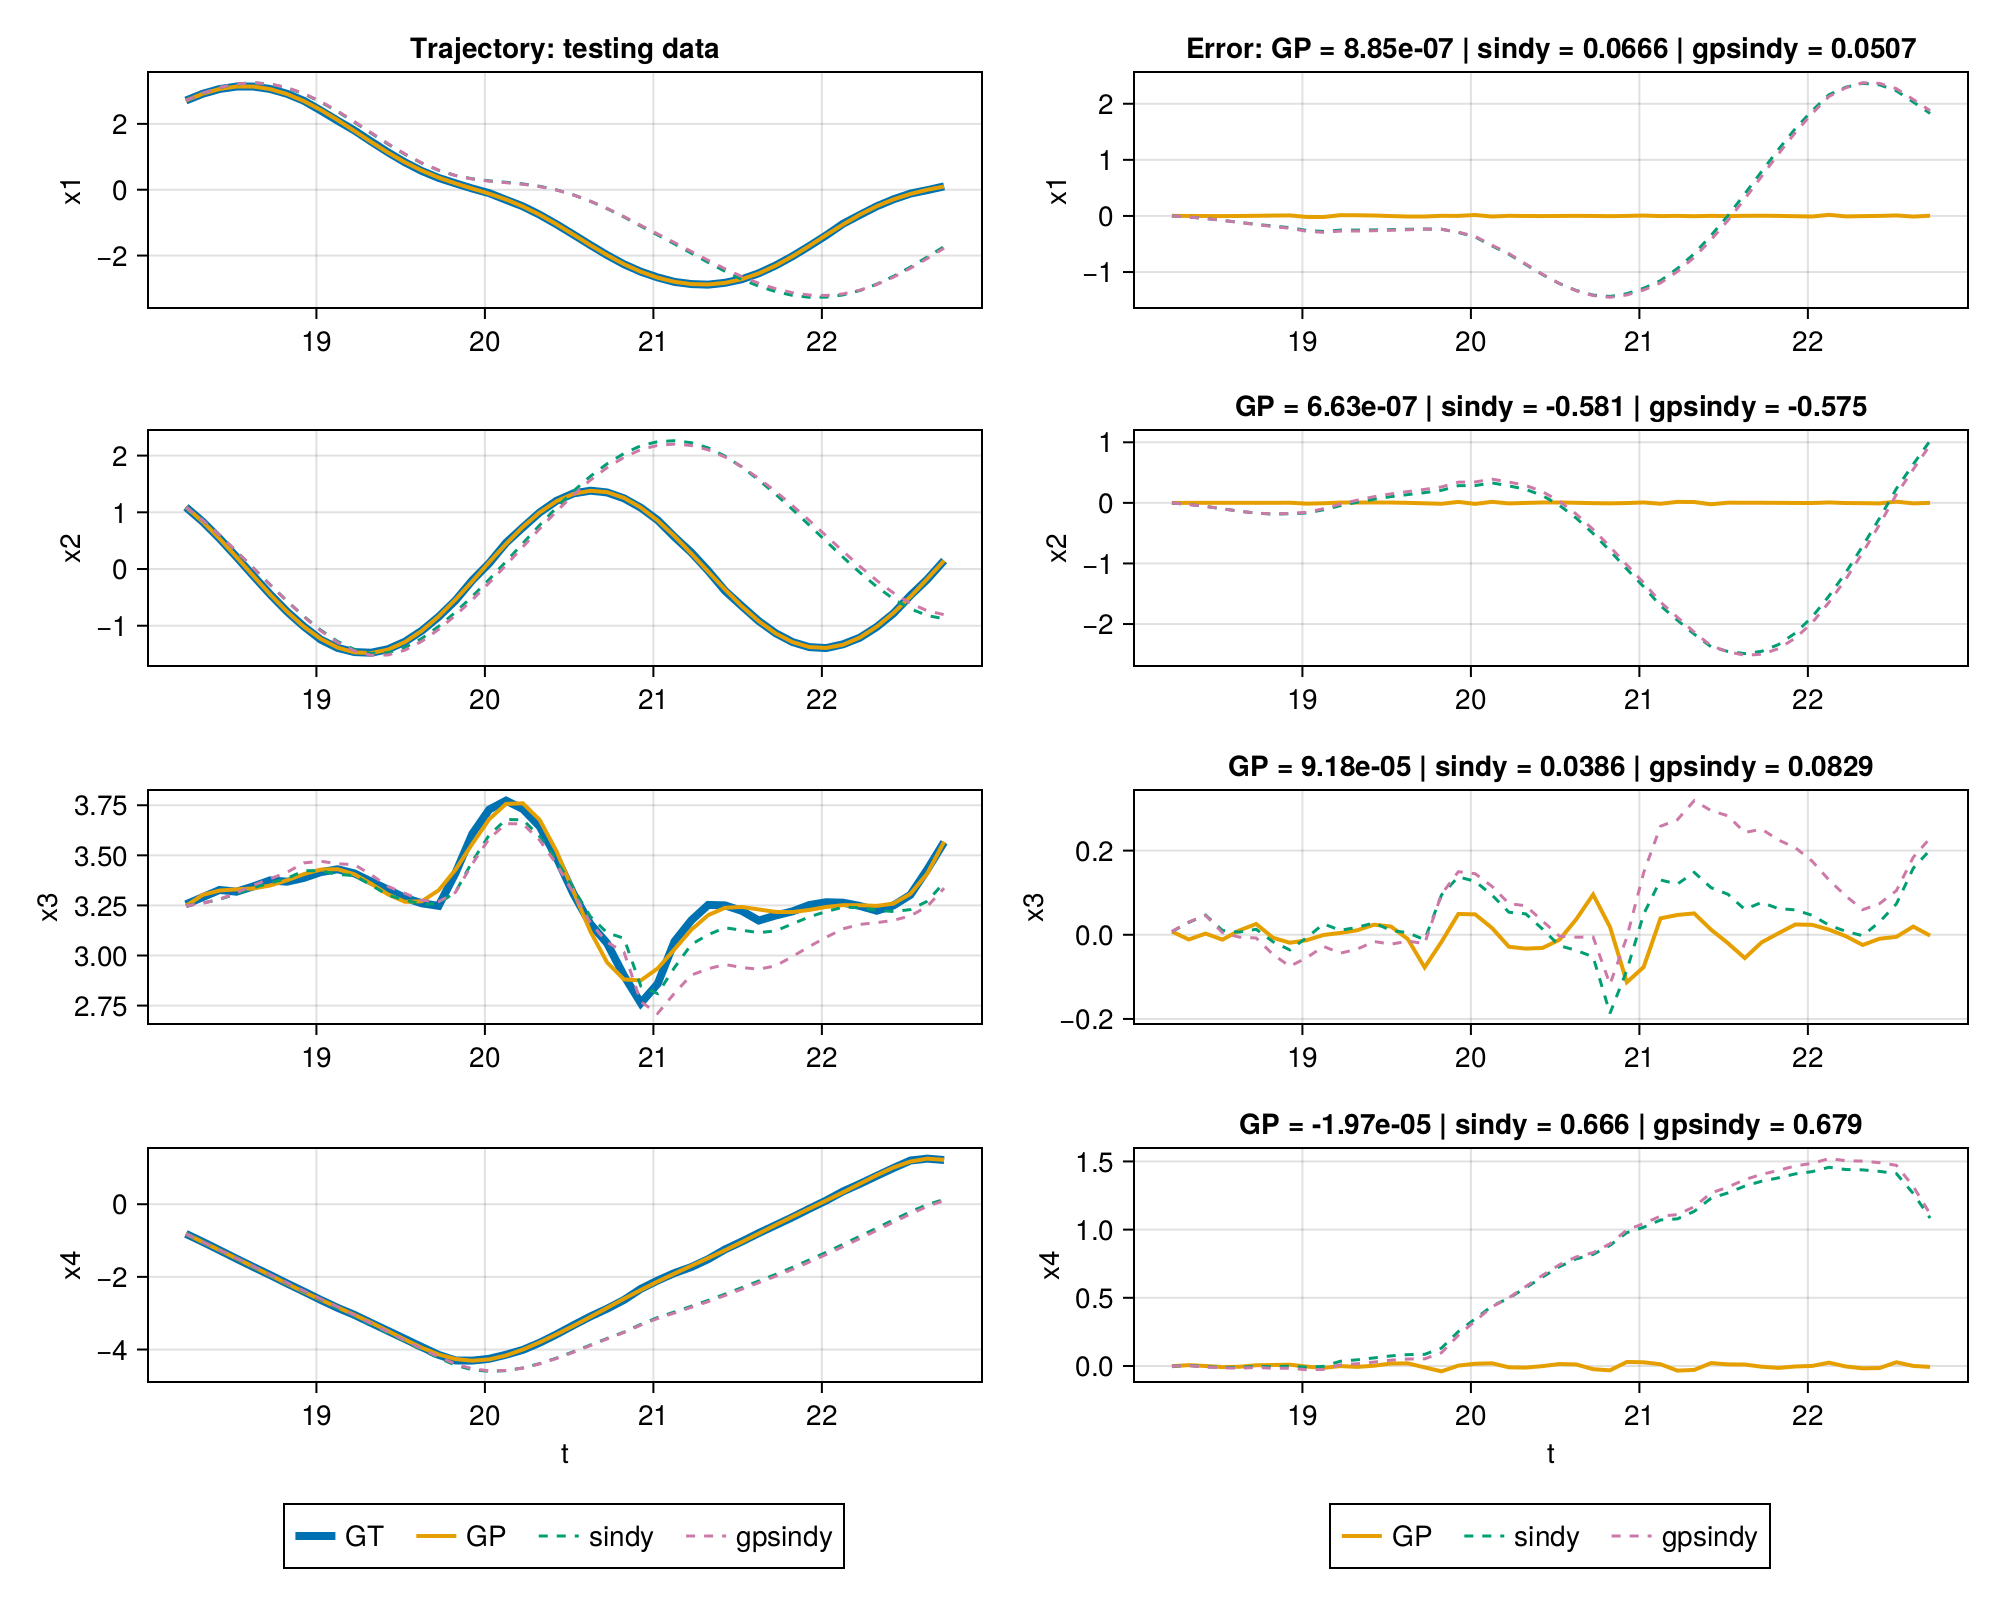 Trajectory: testing data
x1
2
0
−2
19 20 21 22
Error: GP = 8.85e-07 | sindy = 0.0666 | gpsindy = 0.0507
x1
2
1
0
−1
19 20 21 22
x2
2
1
0
−1
19 20 21 22
GP = 6.63e-07 | sindy = -0.581 | gpsindy = -0.575
x2
1
0
−1
−2
19 20 21 22
x3
3.75
3.50
3.25
3.00
2.75
19 20 21 22
GP = 9.18e-05 | sindy = 0.0386 | gpsindy = 0.0829
x3
0.2
0.0
−0.2
19 20 21 22
x4
0
−2
−4
19 20 21 22
t
GP = -1.97e-05 | sindy = 0.666 | gpsindy = 0.679
x4
1.5
1.0
0.5
0.0
19 20 21 22
t
GT GP sindy gpsindy
GP sindy gpsindy